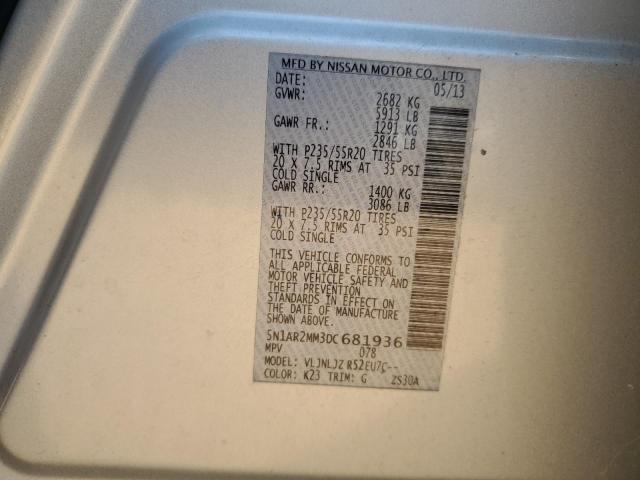 MFD BY NISSAN MOTOR CO., LTD.
DATE: 05/13
GVWR: 2682 KG
5913 LB
GAWR FR.: 1291 KG
2846 LB
WITH P235/55R20 TIRES
20 X 7.5 RIMS AT 35 PSI
COLD SINGLE
GAWR RR.: 1400 KG
3086 LB
WITH P235/55R20 TIRES
20 X 7.5 RIMS AT 35 PSI
COLD SINGLE
THIS VEHICLE CONFORMS TO
ALL APPLICABLE FEDERAL
MOTOR VEHICLE SAFETY AND
THEFT PREVENTION
STANDARDS IN EFFECT ON
THE DATE OF MANUFACTURE
SHOWN ABOVE.
5N1AR2MM3DC681936
MPV 078
MODEL: VLJNLJZ RS2EU7C--
COLOR: K23 TRIM: G ZS30A